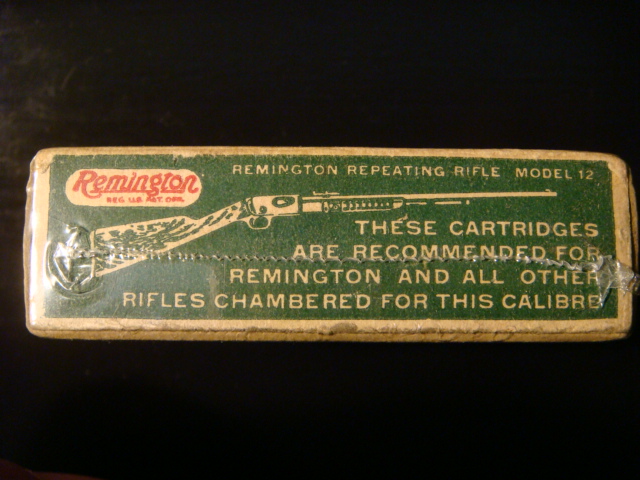 Remington
REG. U.S. PAT. OFF.
REMINGTON REPEATING RIFLE MODEL 12
THESE CARTRIDGES
ARE RECOMMENDED FOR
REMINGTON AND ALL OTHER
RIFLES CHAMBERED FOR THIS CALIBRE